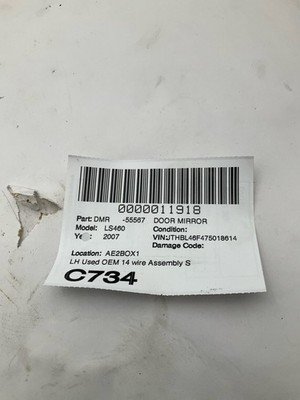 0000011918
Part: DMR -55567 DOOR MIRROR
Model: LS460 Condition:
2007 VIN:JTHBL46F475018614
Damage Code:
Location: AE2BOX1
LH Used OEM 14 wire Assembly S
C734